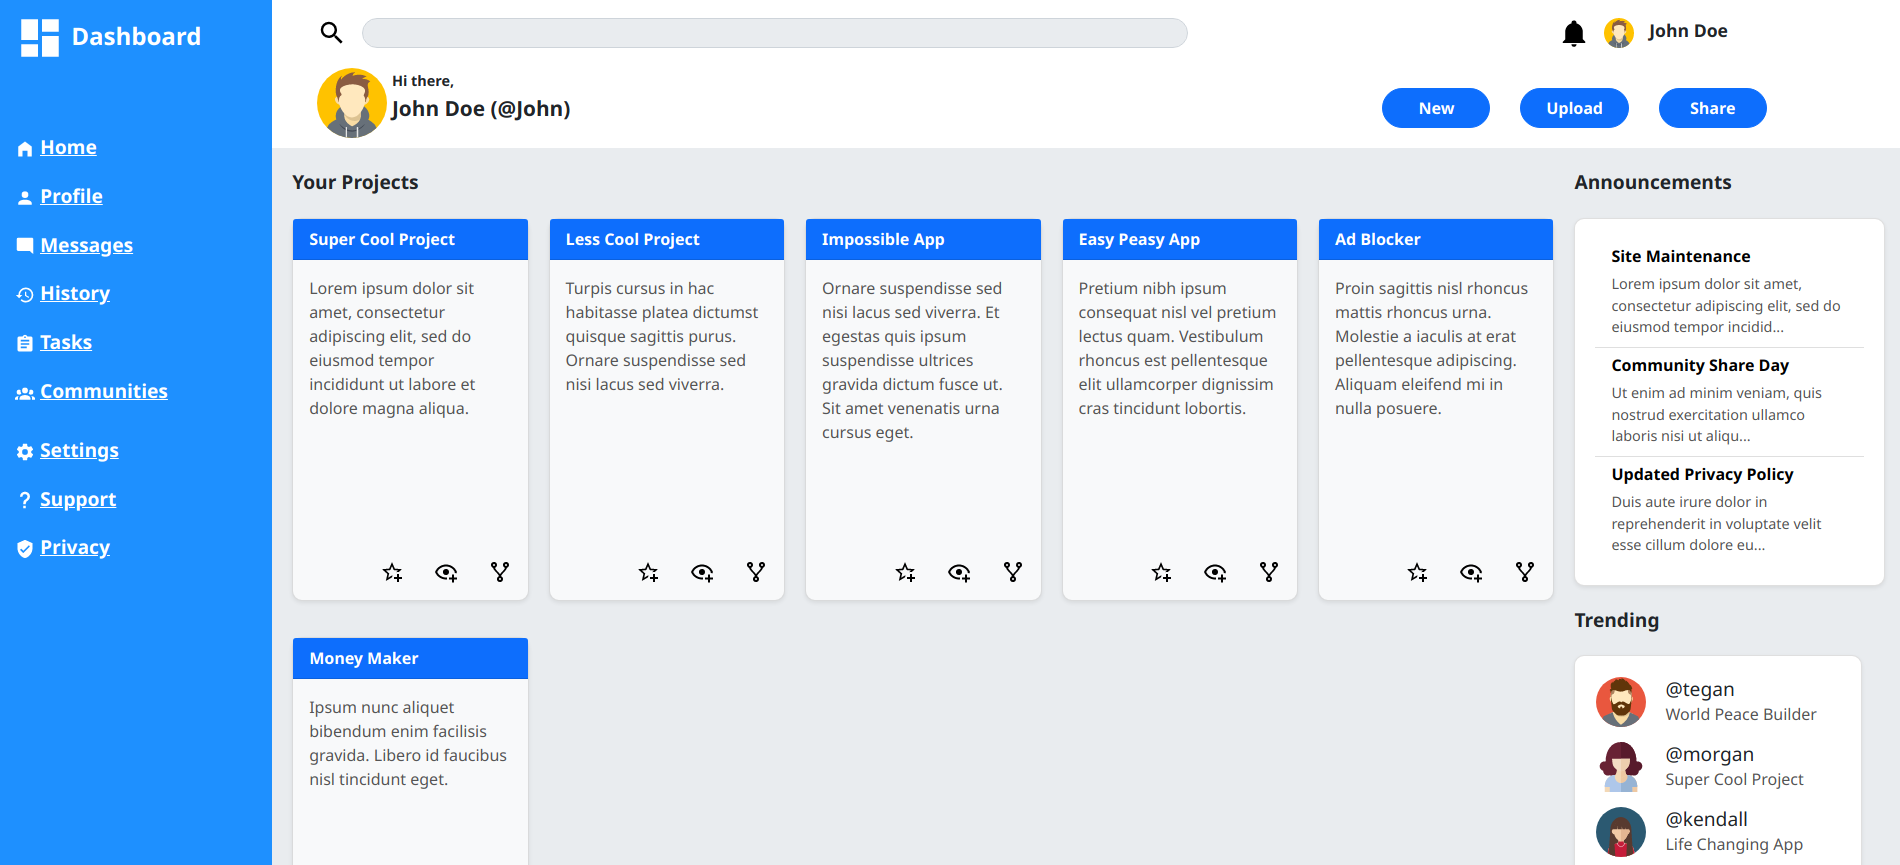 Dashboard
Home
Profile
Messages
History
Tasks
Communities
Settings
Support
Privacy
John Doe
Hi there,
John Doe (@John)
New
Upload
Share
Your Projects
Super Cool Project
Lorem ipsum dolor sit
amet, consectetur
adipiscing elit, sed do
eiusmod tempor
incididunt ut labore et
dolore magna aliqua.
Less Cool Project
Turpis cursus in hac
habitasse platea dictumst
quisque sagittis purus.
Ornare suspendisse sed
nisi lacus sed viverra.
Impossible App
Ornare suspendisse sed
nisi lacus sed viverra. Et
egestas quis ipsum
suspendisse ultrices
gravida dictum fusce ut.
Sit amet venenatis urna
cursus eget.
Easy Peasy App
Pretium nibh ipsum
consequat nisl vel pretium
lectus quam. Vestibulum
rhoncus est pellentesque
elit ullamcorper dignissim
cras tincidunt lobortis.
Ad Blocker
Proin sagittis nisl rhoncus
mattis rhoncus urna.
Molestie a iaculis at erat
pellentesque adipiscing.
Aliquam eleifend mi in
nulla posuere.
Money Maker
Ipsum nunc aliquet
bibendum enim facilisis
gravida. Libero id faucibus
nisl tincidunt eget.
Announcements
Site Maintenance
Lorem ipsum dolor sit amet,
consectetur adipiscing elit, sed do
eiusmod tempor incidid...
Community Share Day
Ut enim ad minim veniam, quis
nostrud exercitation ullamco
laboris nisi ut aliqu...
Updated Privacy Policy
Duis aute irure dolor in
reprehenderit in voluptate velit
esse cillum dolore eu...
Trending
@tegan
World Peace Builder
@morgan
Super Cool Project
@kendall
Life Changing App